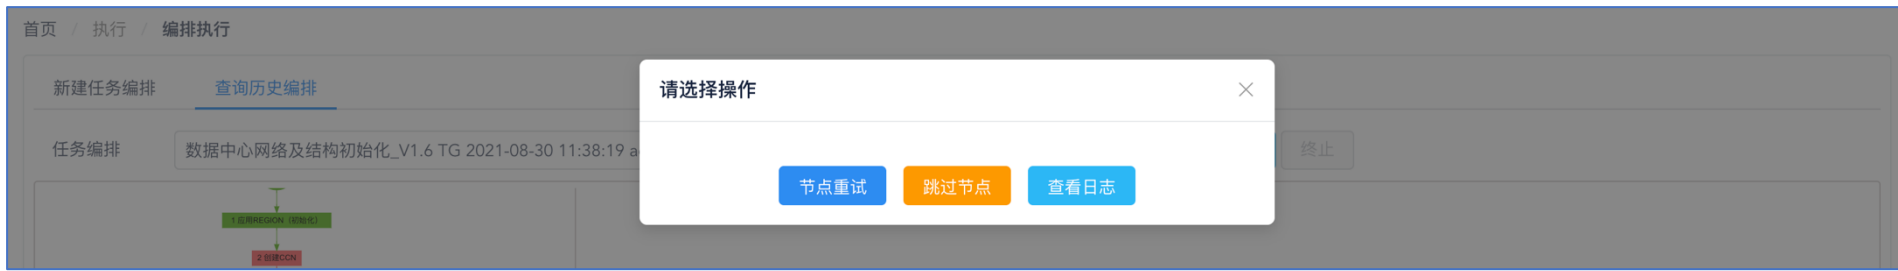 首页 / 执行 / 编排执行
新建任务编排 查询历史编排
请选择操作
任务编排 数据中心网络及结构初始化_V1.6 TG 2021-08-30 11:38:19 a 终止
节点重试 跳过节点 查看日志
1 应用REGION（初始化）
2 创建CCN